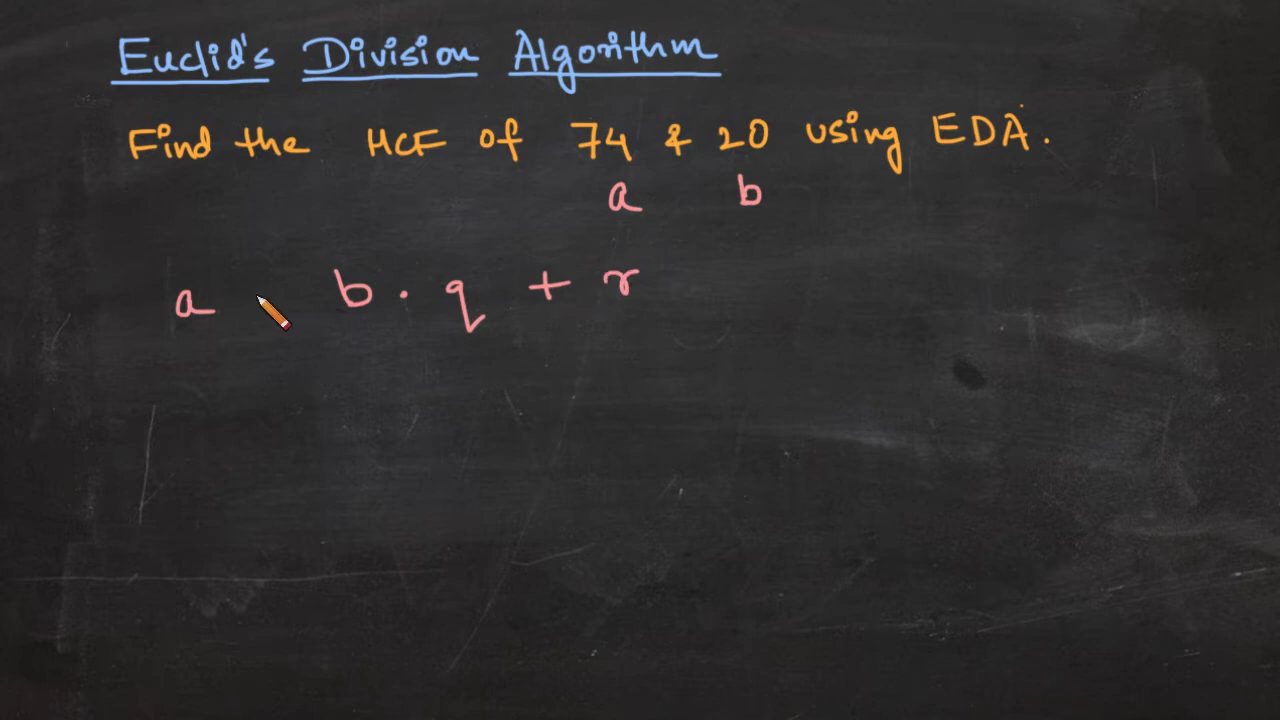 Euclid's Division Algorithm
Find the HCF of 74 & 20 using EDA.
a b
a b · q + r